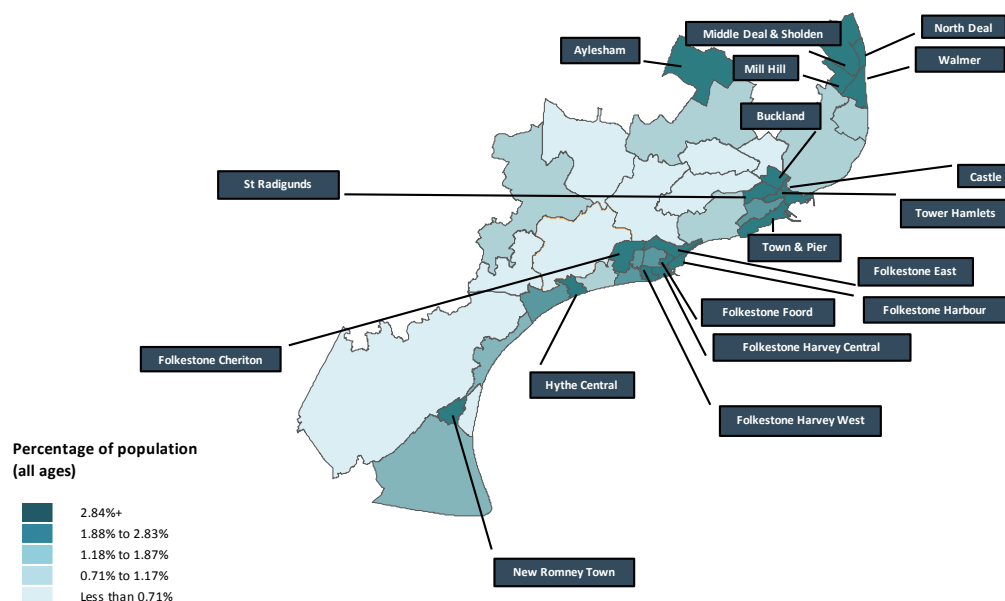 North Deal
Middle Deal & Sholden
Aylesham
Walmer
Mill Hill
Buckland
Castle
St Radigunds
Tower Hamlets
Town & Pier
Folkestone East
Folkestone Harbour
Folkestone Foord
Folkestone Cheriton
Folkestone Harvey Central
Hythe Central
Folkestone Harvey West
Percentage of population
(all ages)
2.84%+
1.88% to 2.83%
1.18% to 1.87%
0.71% to 1.17%
Less than 0.71%
New Romney Town